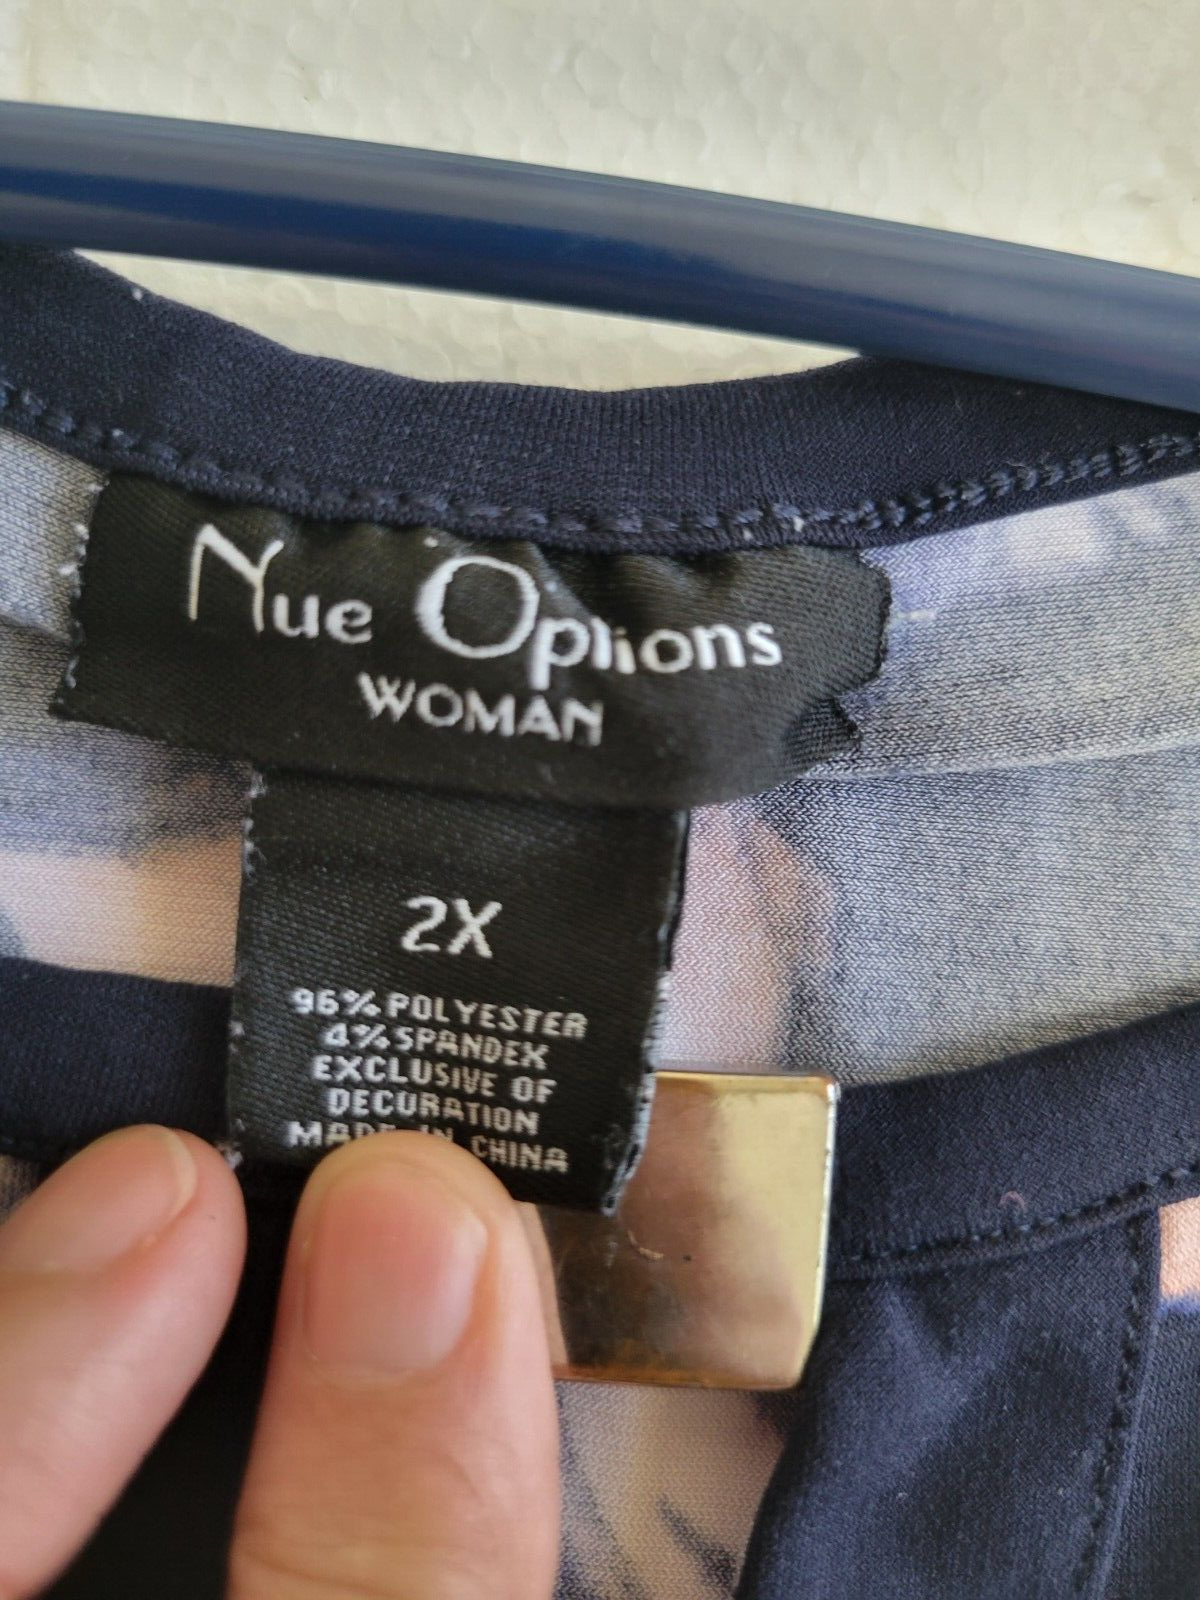 Nue Options
WOMAN
2X
96% POLYESTER
4% SPANDEX
EXCLUSIVE OF
DECORATION
MADE IN CHINA